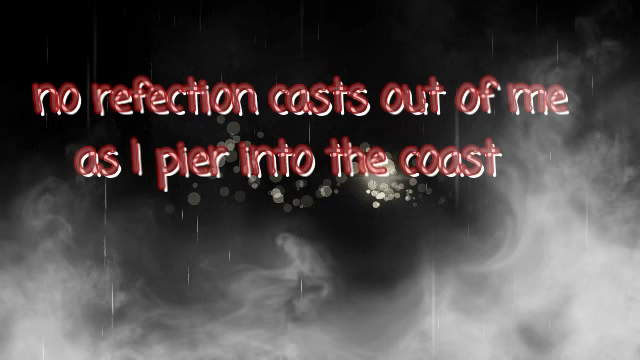 no refection casts out of me
as I pier into the coast